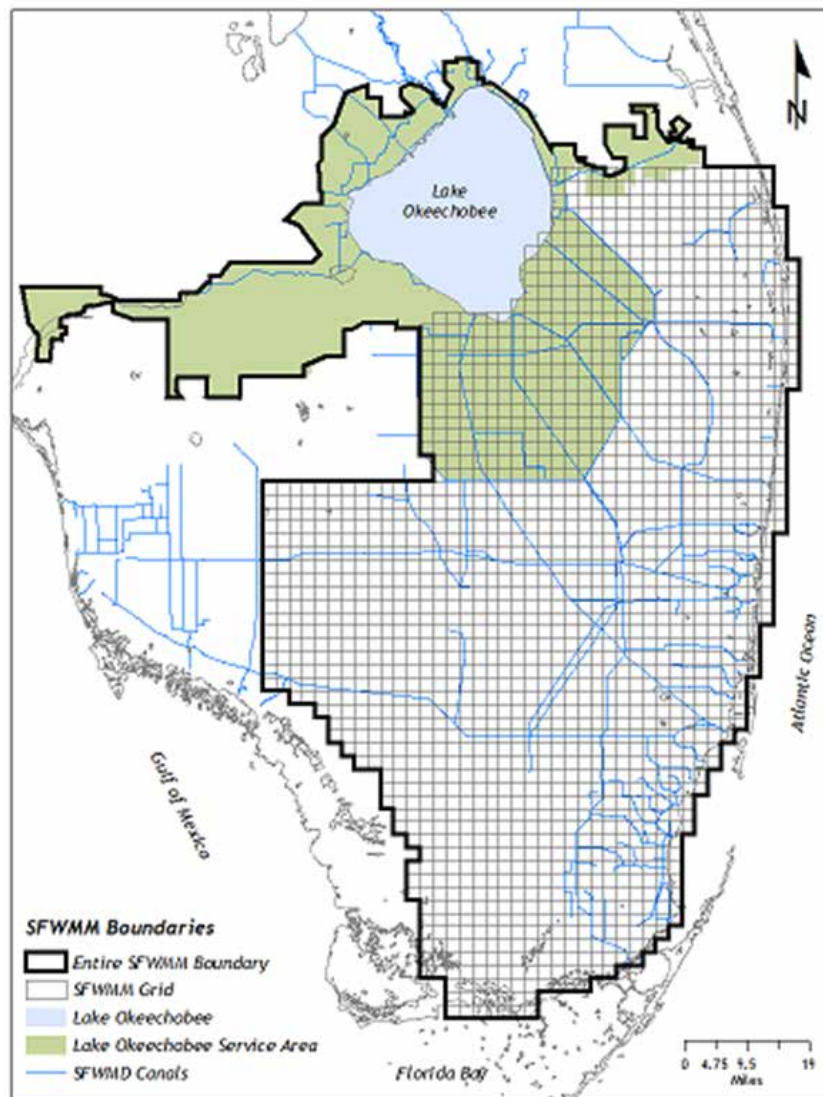 N
Lake
Okeechobee
Atlantic Ocean
Gulf of Mexico
SFWMM Boundaries
Entire SFWMM Boundary
SFWMM Grid
Lake Okeechobee
Lake Okeechobee Service Area
SFWMD Canals
Florida Bay
0 4.75 9.5 19
Miles